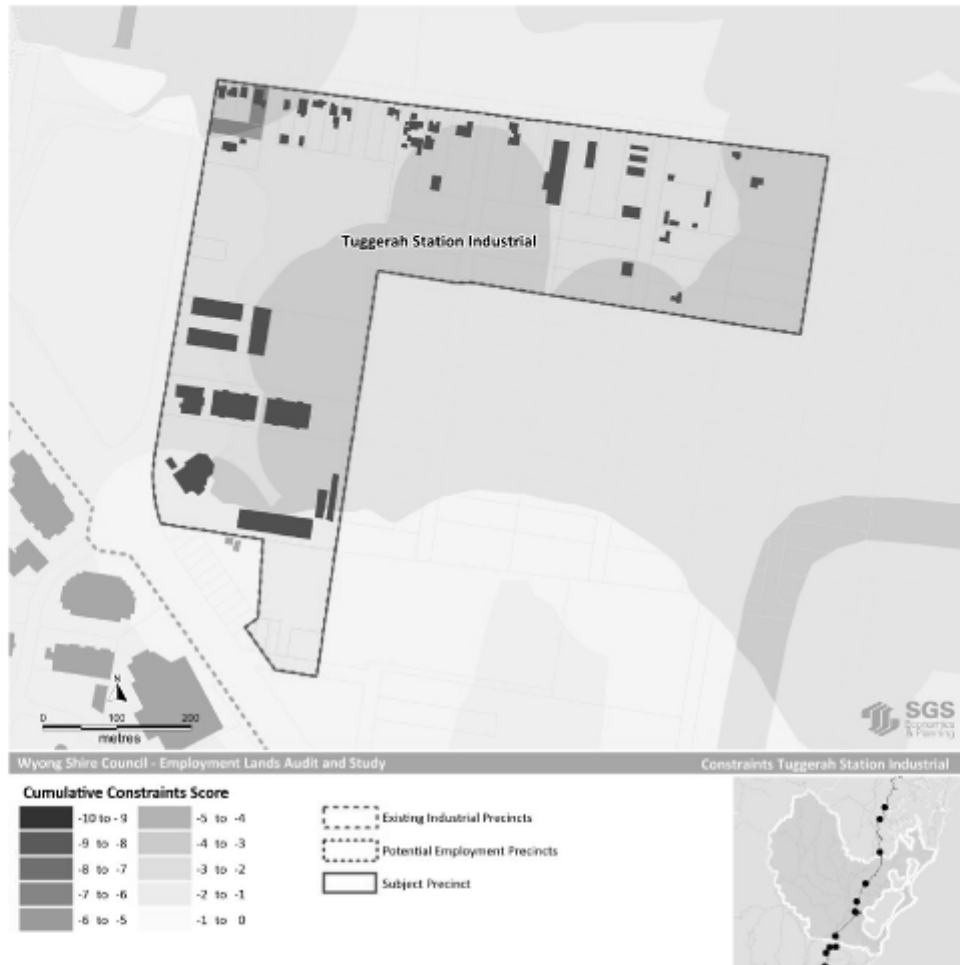 Tuggerah Station Industrial
N
0 100 200
metres
SGS
Economics
& Planning
Wyong Shire Council - Employment Lands Audit and Study
Constraints Tuggerah Station Industrial
Cumulative Constraints Score
-10 to - 9
-9 to -8
-8 to -7
-7 to -6
-6 to -5
-5 to -4
-4 to -3
-3 to -2
-2 to -1
-1 to 0
Existing Industrial Precincts
Potential Employment Precincts
Subject Precinct